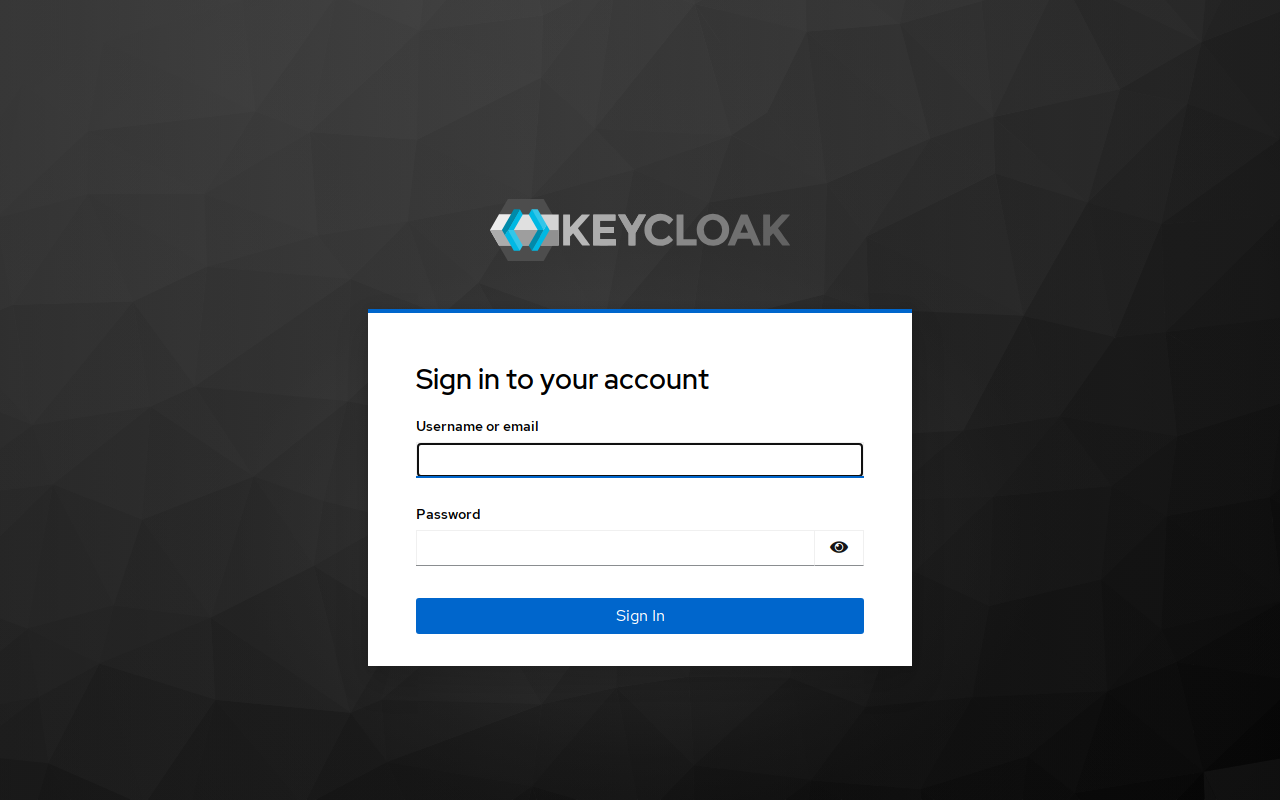 KEYCLOAK
Sign in to your account
Username or email
Password
Sign In